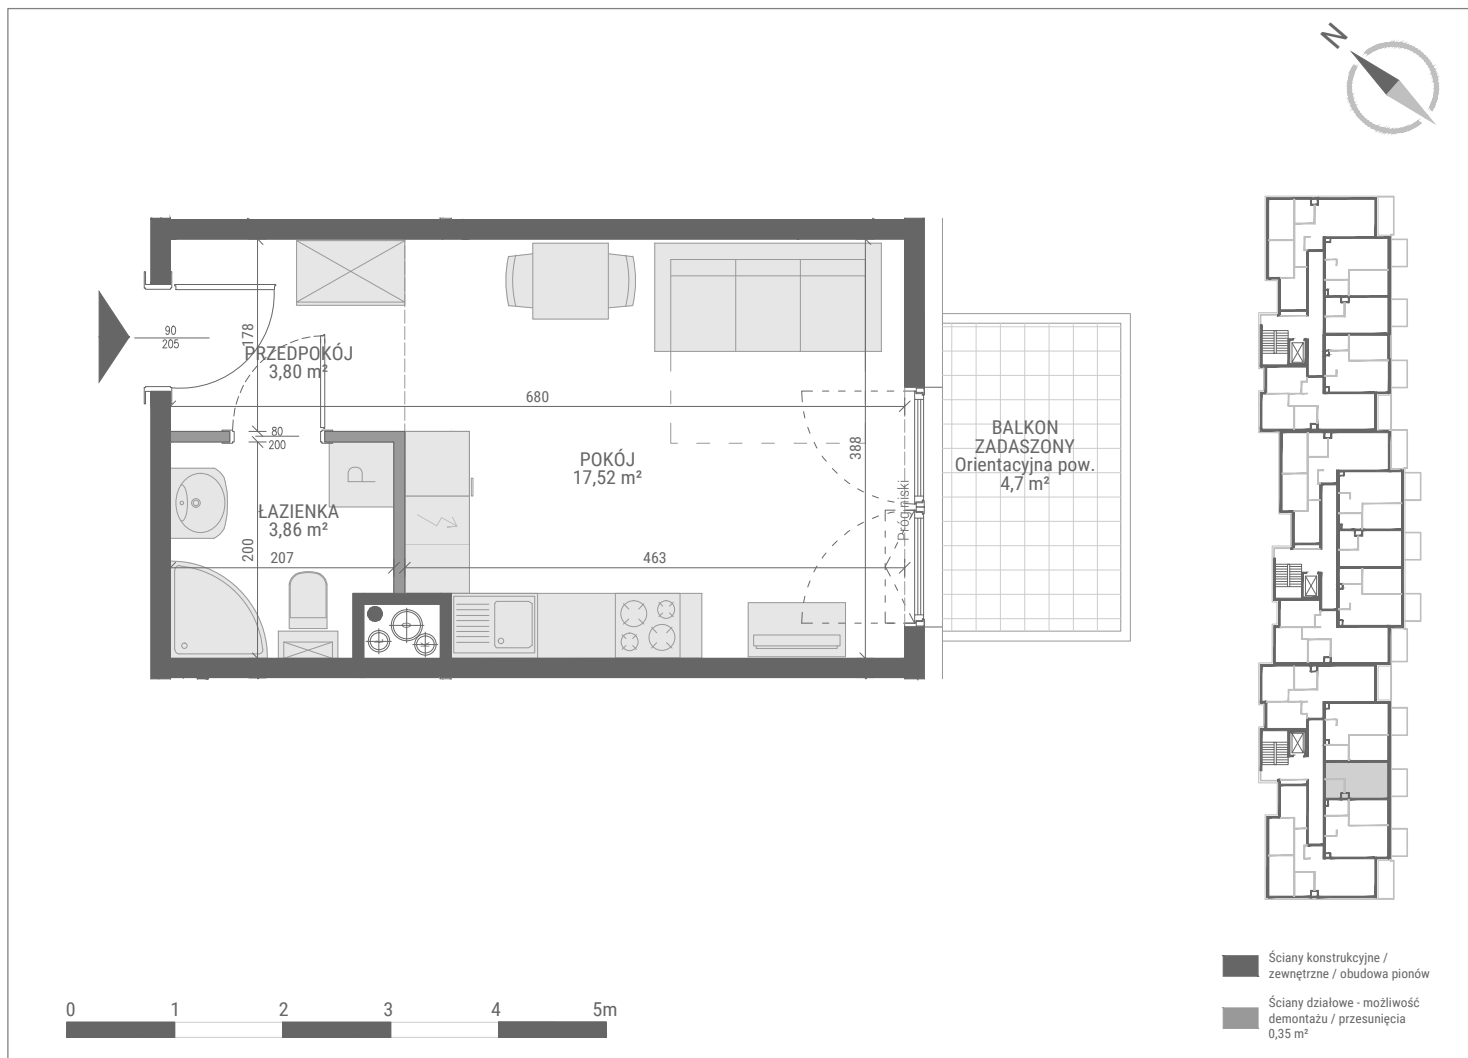 N
90
205
178
PRZEDPOKÓJ
3,80 m²
680
80
200
388
BALKON
ZADASZONY
Orientacyjna pow.
4,7 m²
POKÓJ
17,52 m²
P
Próg niski
ŁAZIENKA
3,86 m²
200
207
463
0 1 2 3 4 5m
Ściany konstrukcyjne /
zewnętrzne / obudowa pionów
Ściany działowe - możliwość
demontażu / przesunięcia
0,35 m²